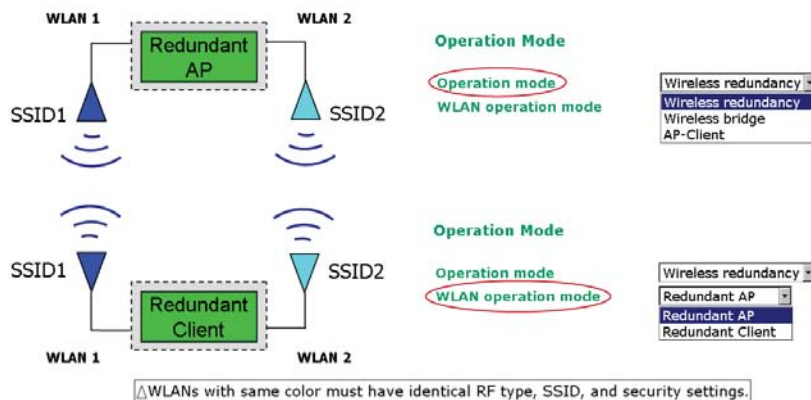 WLAN 1
WLAN 2
Redundant
AP
SSID1
SSID2
Operation Mode
Operation mode
Wireless redundancy
WLAN operation mode
Wireless redundancy
Wireless bridge
AP-Client
SSID1
SSID2
Redundant
Client
WLAN 1
WLAN 2
Operation Mode
Operation mode
Wireless redundancy
WLAN operation mode
Redundant AP
Redundant AP
Redundant Client
△WLANs with same color must have identical RF type, SSID, and security settings.